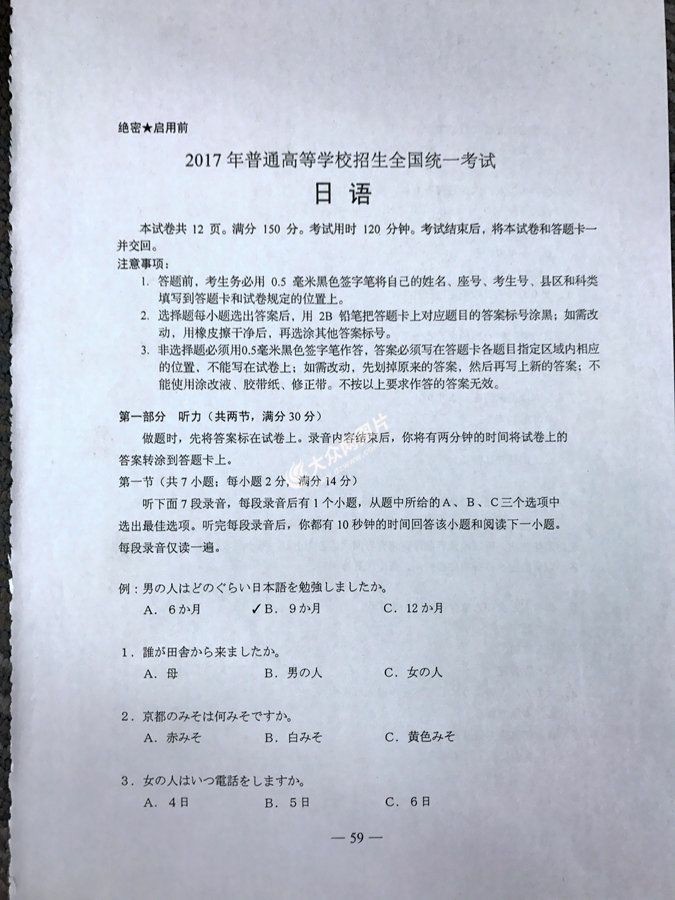 绝密★启用前
2017 年普通高等学校招生全国统一考试
日 语
本试卷共 12 页。满分 150 分。考试用时 120 分钟。考试结束后，将本试卷和答题卡一
并交回。
注意事项：
1. 答题前，考生务必用 0.5 毫米黑色签字笔将自己的姓名、座号、考生号、县区和科类
填写到答题卡和试卷规定的位置上。
2. 选择题每小题选出答案后，用 2B 铅笔把答题卡上对应题目的答案标号涂黑；如需改
动，用橡皮擦干净后，再选涂其他答案标号。
3. 非选择题必须用0.5毫米黑色签字笔作答，答案必须写在答题卡各题目指定区域内相应
的位置，不能写在试卷上；如需改动，先划掉原来的答案，然后再写上新的答案；不
能使用涂改液、胶带纸、修正带。不按以上要求作答的答案无效。
第一部分 听力（共两节，满分 30 分）
做题时，先将答案标在试卷上。录音内容结束后，你将有两分钟的时间将试卷上的
答案转涂到答题卡上。
大众网图片
第一节（共 7 小题；每小题 2 分，满分 14 分）
听下面 7 段录音，每段录音后有 1 个小题，从题中所给的 A、B、C 三个选项中
选出最佳选项。听完每段录音后，你都有 10 秒钟的时间回答该小题和阅读下一小题。
每段录音仅读一遍。
例：男の人はどのぐらい日本語を勉強しましたか。
A. 6か月 ✓B. 9か月 C. 12か月
1. 誰が田舎から来ましたか。
A. 母 B. 男の人 C. 女の人
2. 京都のみそは何みそですか。
A. 赤みそ B. 白みそ C. 黄色みそ
3. 女の人はいつ電話をしますか。
A. 4日 B. 5日 C. 6日
— 59 —